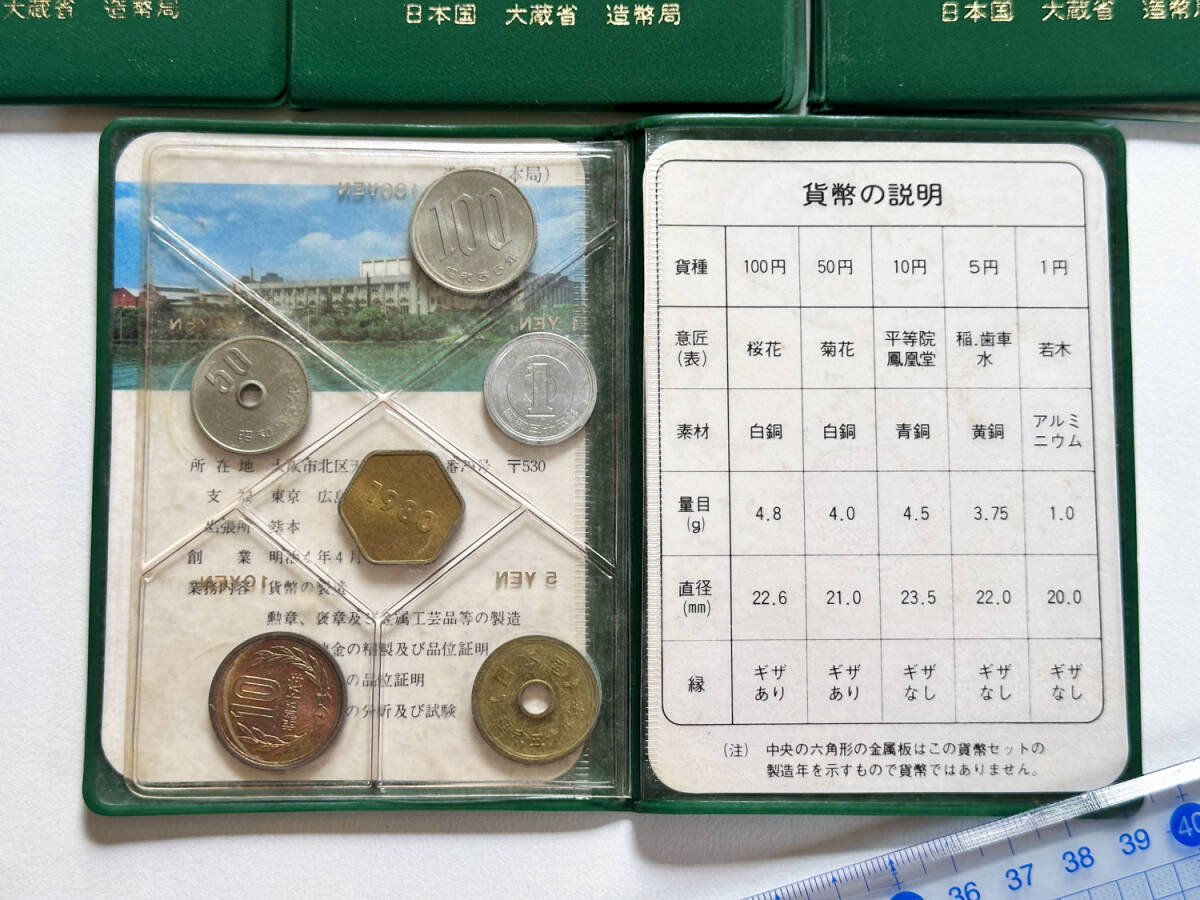 大蔵省 造幣局
日本国 大蔵省 造幣局
日本国 大蔵省 造幣局
本局)
100YEN
100
昭和55年
YEN
1 YEN
50
昭和
1
所在地 大阪市北区 〒530
支 東京 広島
出張所 熊本
創業 明治4年4月
1980
10YEN
5 YEN
業務内容 貨幣の製造
勲章、褒章及び金属工芸品等の製造
金の精製及び品位証明
の品位証明
の分析及び試験
10
日本国
貨幣の説明
貨種 100円 50円 10円 5円 1円
意匠 (表) 桜花 菊花 平等院 鳳凰堂 稲.歯車 水 若木
素材 白銅 白銅 青銅 黄銅 アルミ ニウム
量目 (g) 4.8 4.0 4.5 3.75 1.0
直径 (mm) 22.6 21.0 23.5 22.0 20.0
縁 ギザ あり ギザ あり ギザ なし ギザ なし ギザ なし
(注) 中央の六角形の金属板はこの貨幣セットの
製造年を示すもので貨幣ではありません。
36 37 38 39 40